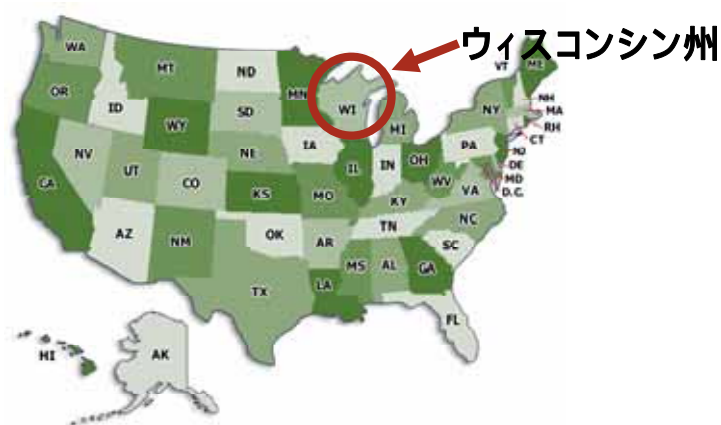 ウィスコンシン州
WA
MT
ND
MN
VT
ME
OR
ID
SD
WI
NY
NH
MA
WY
MI
RH
CT
IA
PA
NJ
NV
NE
IL
IN
OH
DE
MD
D.C.
CA
UT
CO
KS
MO
WV
VA
KY
NC
AZ
NM
OK
AR
TN
SC
TX
LA
MS
AL
GA
FL
HI
AK